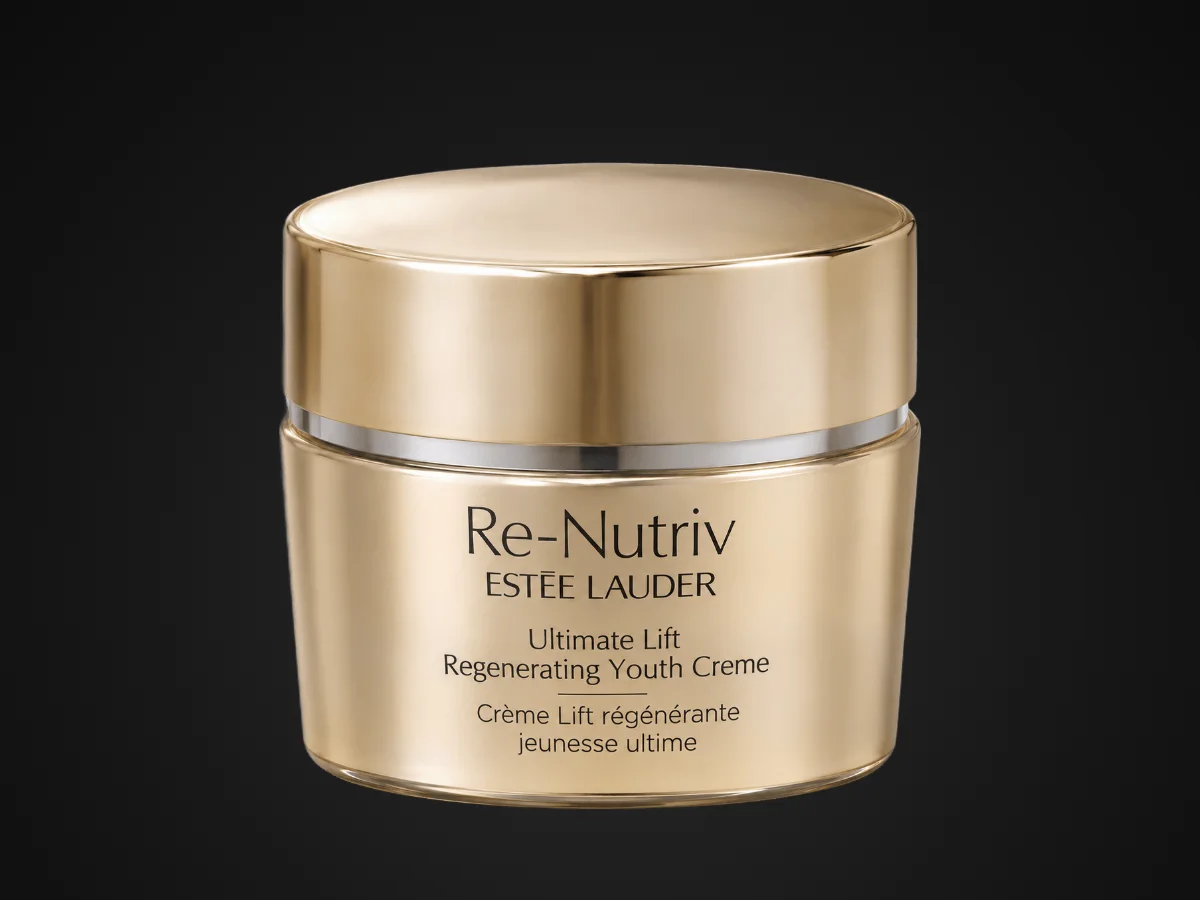 Re-Nutriv
ESTĒE LAUDER
Ultimate Lift
Regenerating Youth Creme
Crème Lift régénérante
jeunesse ultime